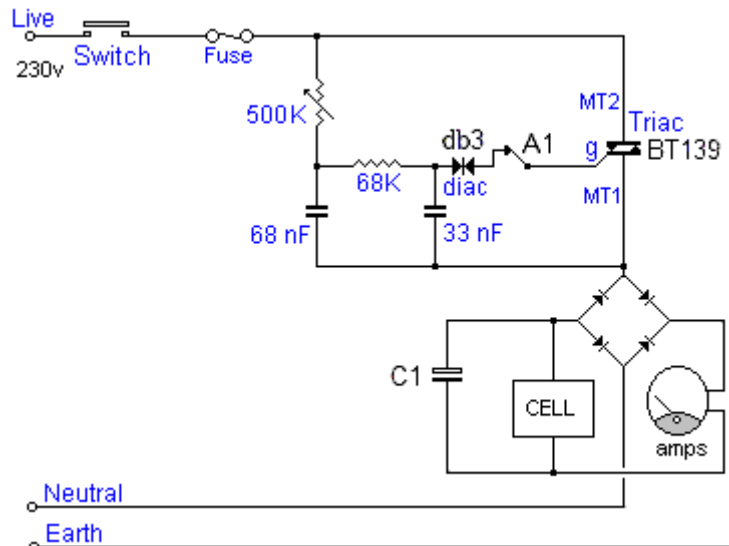 Live
230v
Switch
Fuse
500K
68K
db3
diac
A1
MT2
Triac
g
BT139
MT1
68 nF
33 nF
C1
CELL
amps
Neutral
Earth